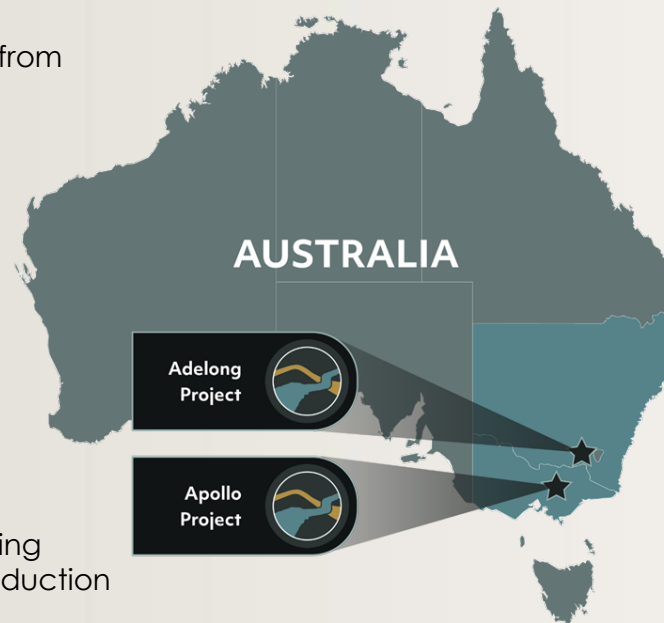 from
AUSTRALIA
Adelong
Project
Apollo
Project
ing
duction